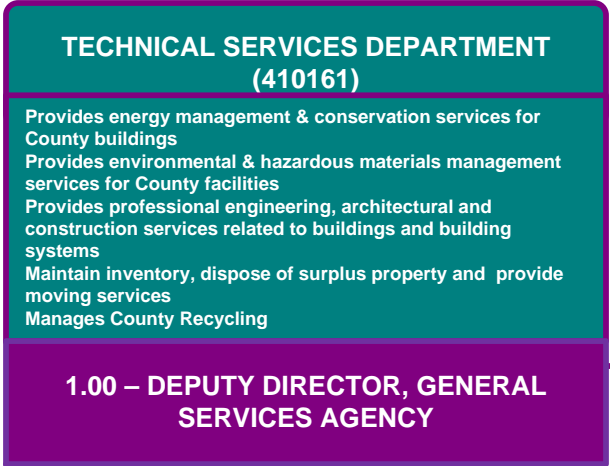 TECHNICAL SERVICES DEPARTMENT
(410161)
Provides energy management & conservation services for
County buildings
Provides environmental & hazardous materials management
services for County facilities
Provides professional engineering, architectural and
construction services related to buildings and building
systems
Maintain inventory, dispose of surplus property and  provide
moving services
Manages County Recycling
1.00 – DEPUTY DIRECTOR, GENERAL
SERVICES AGENCY